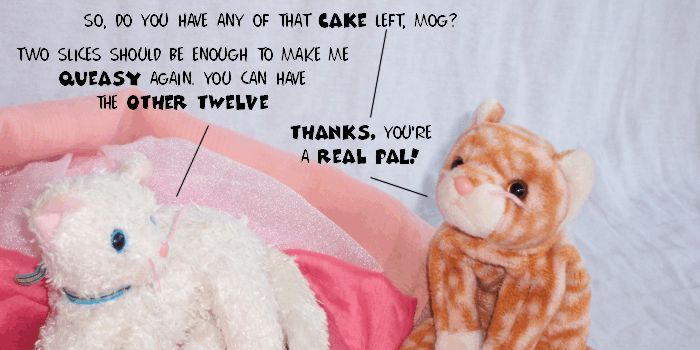 SO, DO YOU HAVE ANY OF THAT CAKE LEFT, MOG?
TWO SLICES SHOULD BE ENOUGH TO MAKE ME
QUEASY AGAIN. YOU CAN HAVE
THE OTHER TWELVE
THANKS, YOU'RE
A REAL PAL!